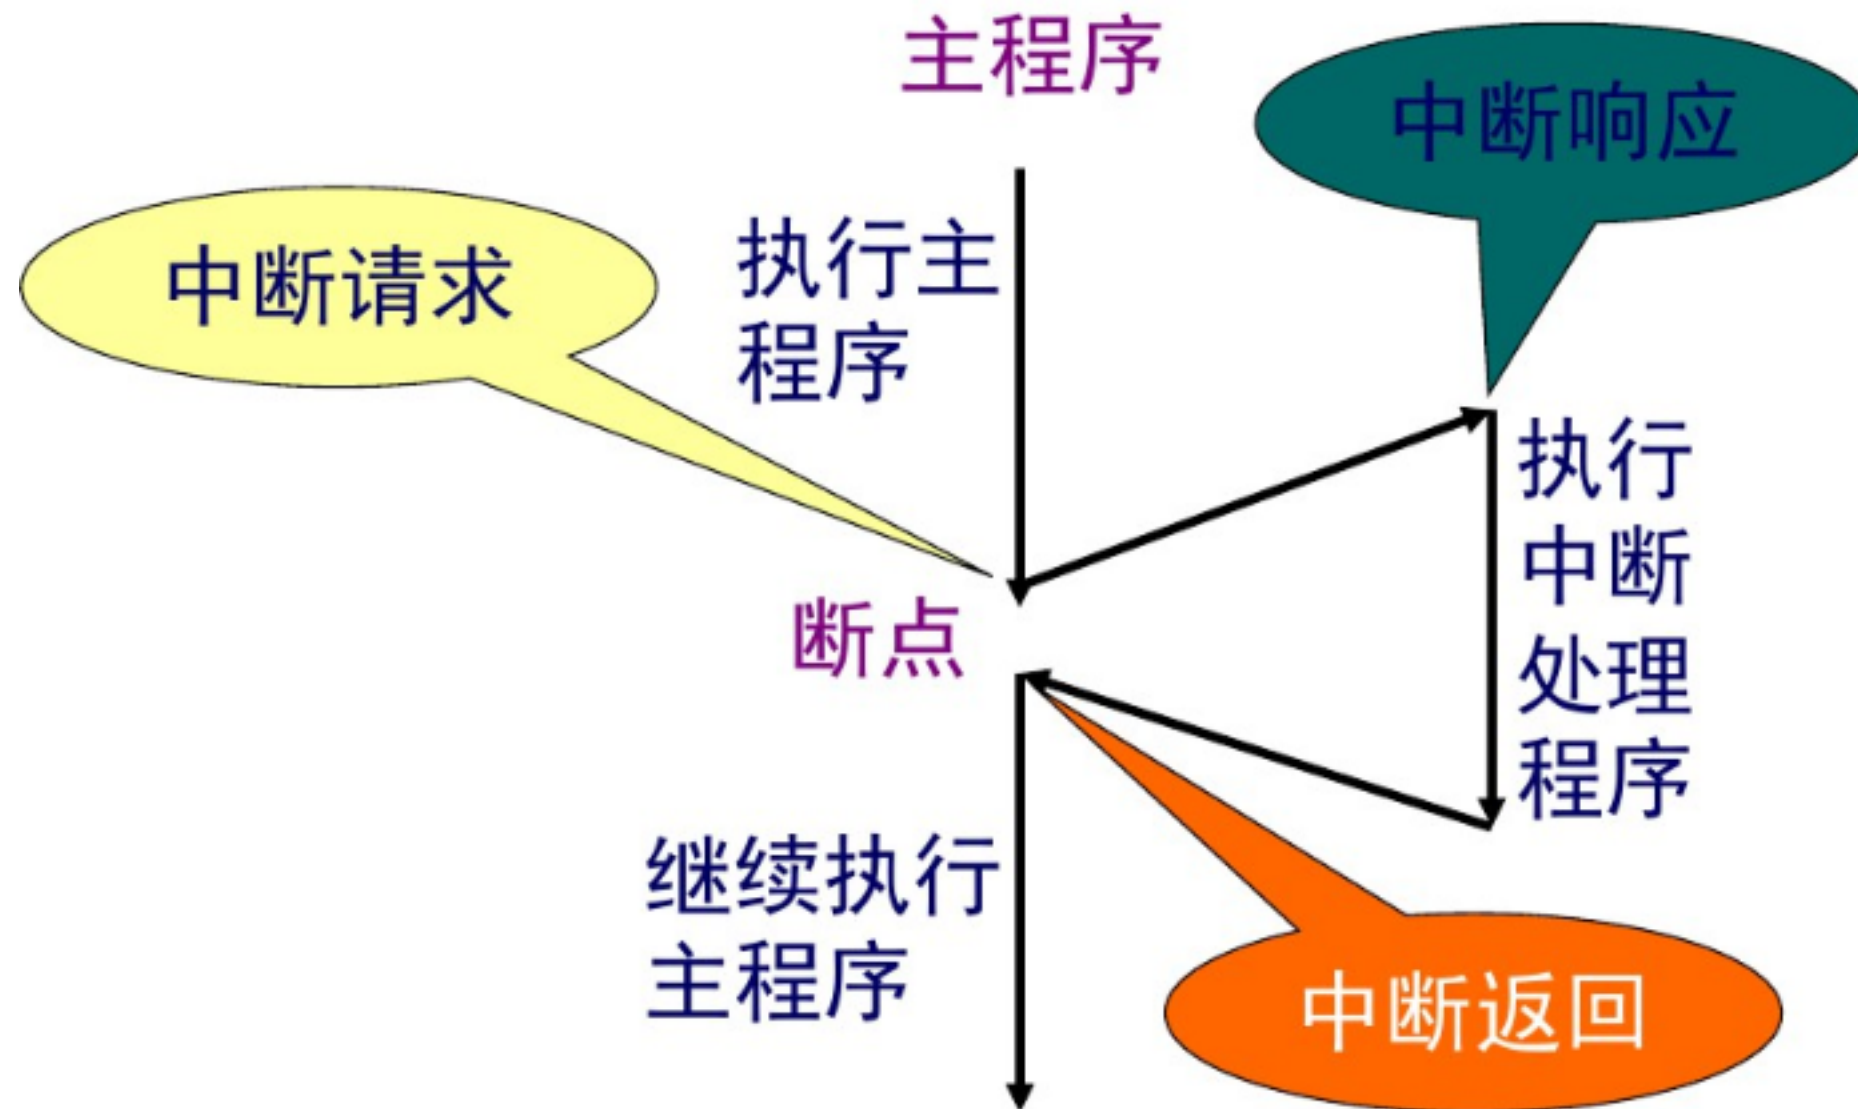 主程序
中断响应
中断请求
执行主
程序
执行
中断
处理
程序
断点
继续执行
主程序
中断返回